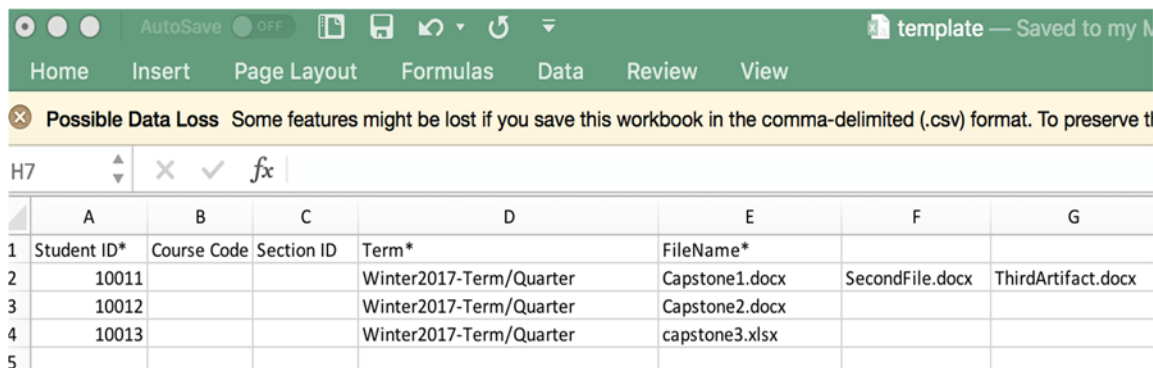 AutoSave OFF template — Saved to my M
Home Insert Page Layout Formulas Data Review View
Possible Data Loss Some features might be lost if you save this workbook in the comma-delimited (.csv) format. To preserve th
H7 fx
A B C D E F G
1 Student ID* Course Code Section ID Term* FileName*
2 10011 Winter2017-Term/Quarter Capstone1.docx SecondFile.docx ThirdArtifact.docx
3 10012 Winter2017-Term/Quarter Capstone2.docx
4 10013 Winter2017-Term/Quarter capstone3.xlsx
5